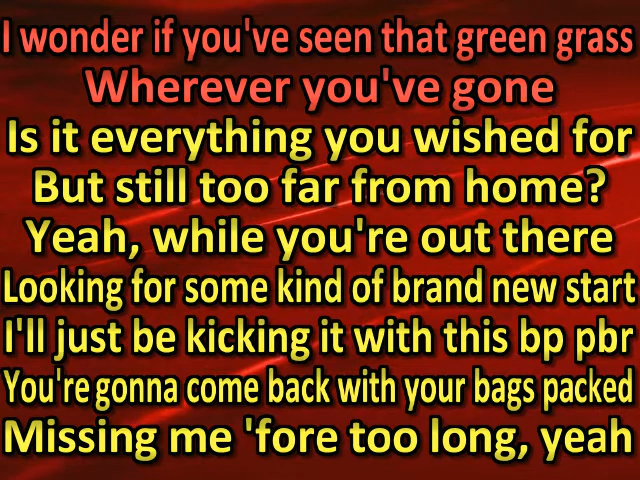 I wonder if you've seen that green grass
Wherever you've gone
Is it everything you wished for
But still too far from home?
Yeah, while you're out there
Looking for some kind of brand new start
I'll just be kicking it with this bp pbr
You're gonna come back with your bags packed
Missing me 'fore too long, yeah